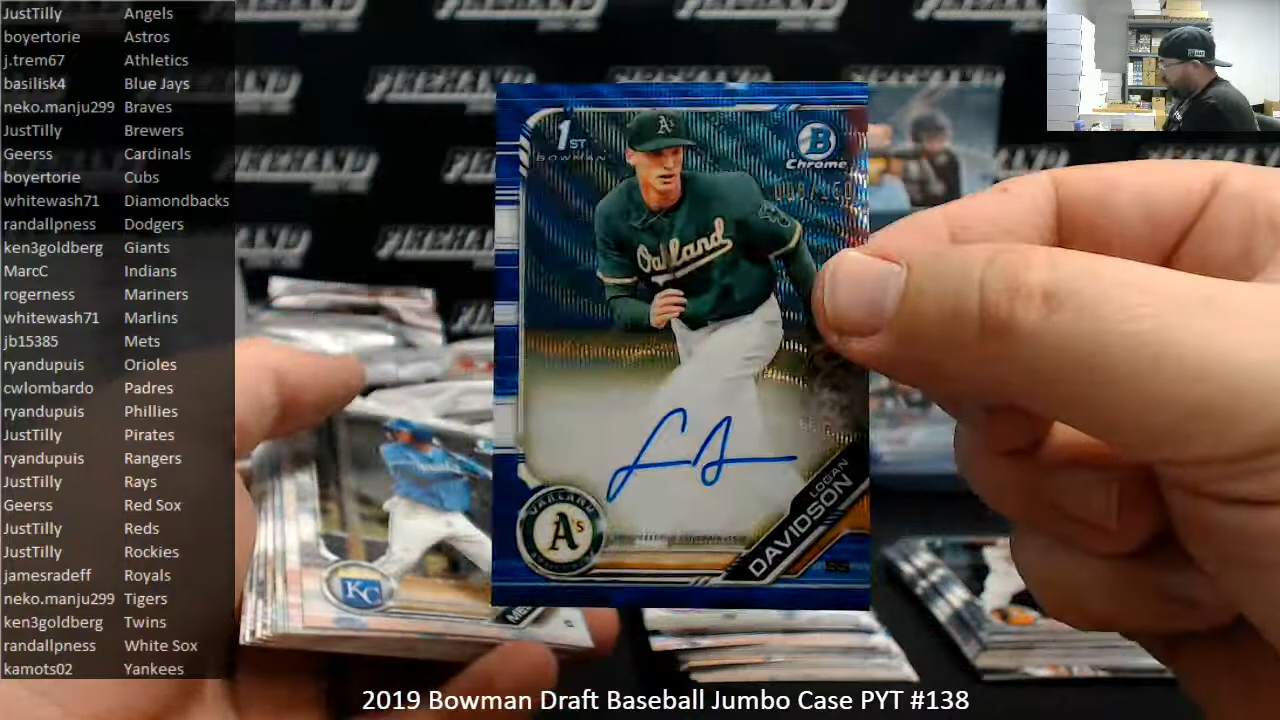 JustTilly Angels
boyertorie Astros
j.trem67 Athletics
basilisk4 Blue Jays
neko.manju299 Braves
JustTilly Brewers
Geerss Cardinals
boyertorie Cubs
whitewash71 Diamondbacks
randallpness Dodgers
ken3goldberg Giants
MarcC Indians
rogerness Mariners
whitewash71 Marlins
jb15385 Mets
ryandupuis Orioles
cwlombardo Padres
ryandupuis Phillies
JustTilly Pirates
ryandupuis Rangers
JustTilly Rays
Geerss Red Sox
JustTilly Reds
JustTilly Rockies
jamesradeff Royals
neko.manju299 Tigers
ken3goldberg Twins
randallpness White Sox
kamots02 Yankees
FIREHAND
1ST
BOWMAN
B
Chrome
A's
Oakland
OAKLAND
A's
LOGAN
DAVIDSON
KC
2019 Bowman Draft Baseball Jumbo Case PYT #138